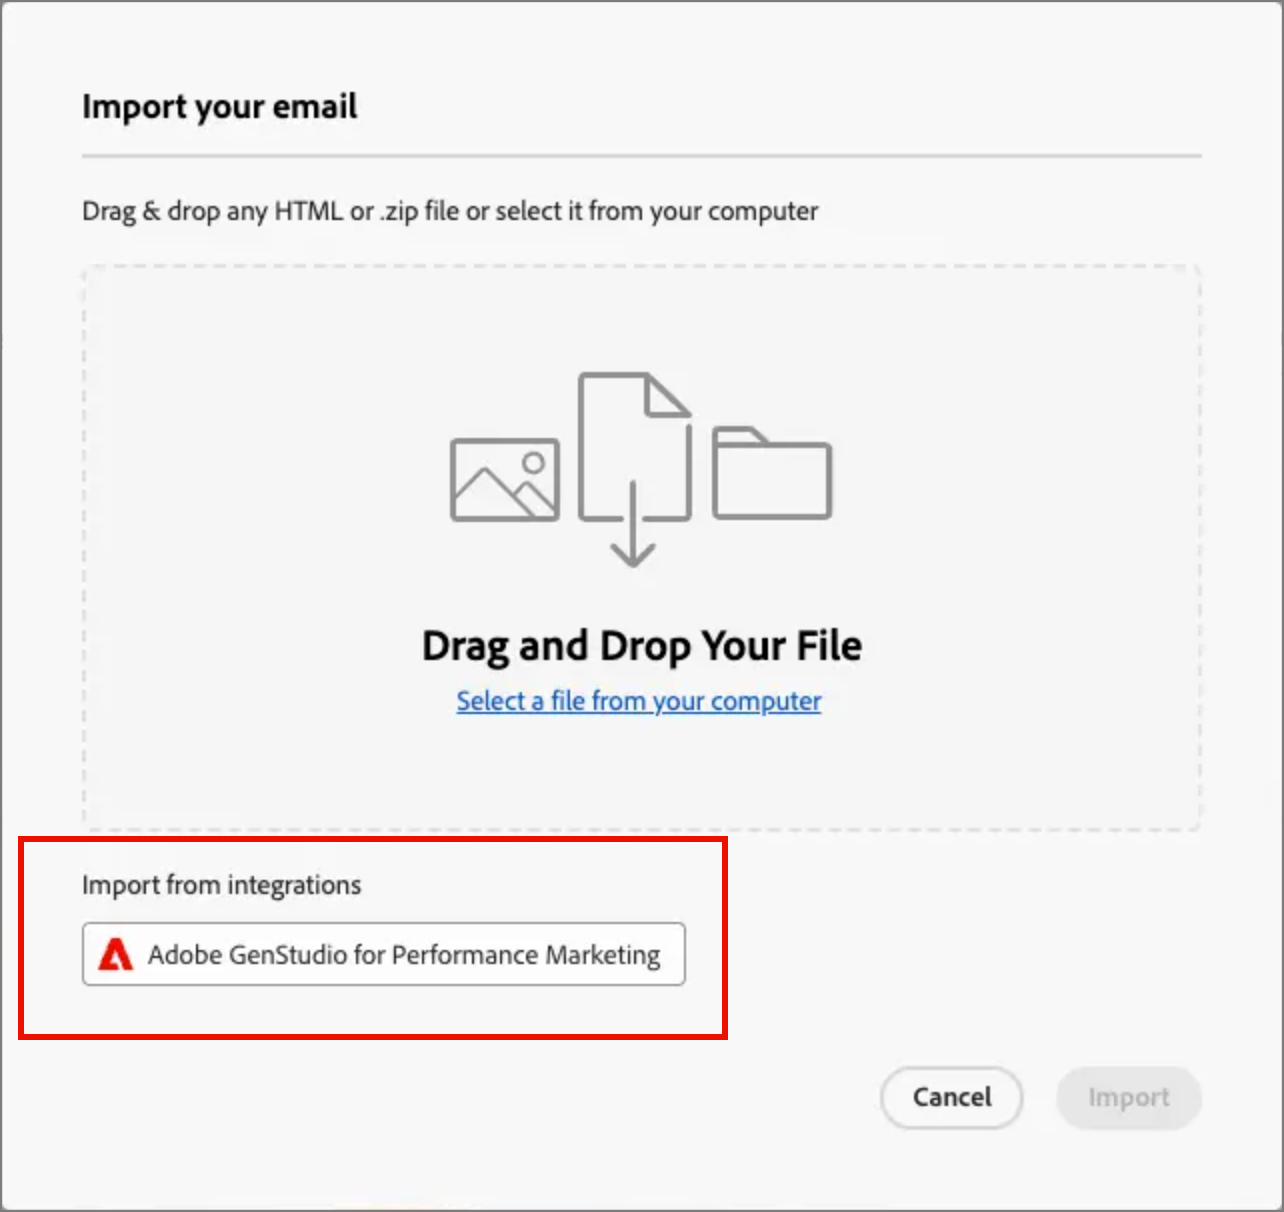 Import your email
Drag & drop any HTML or .zip file or select it from your computer
Drag and Drop Your File
Select a file from your computer
Import from integrations
Adobe GenStudio for Performance Marketing
Cancel
Import